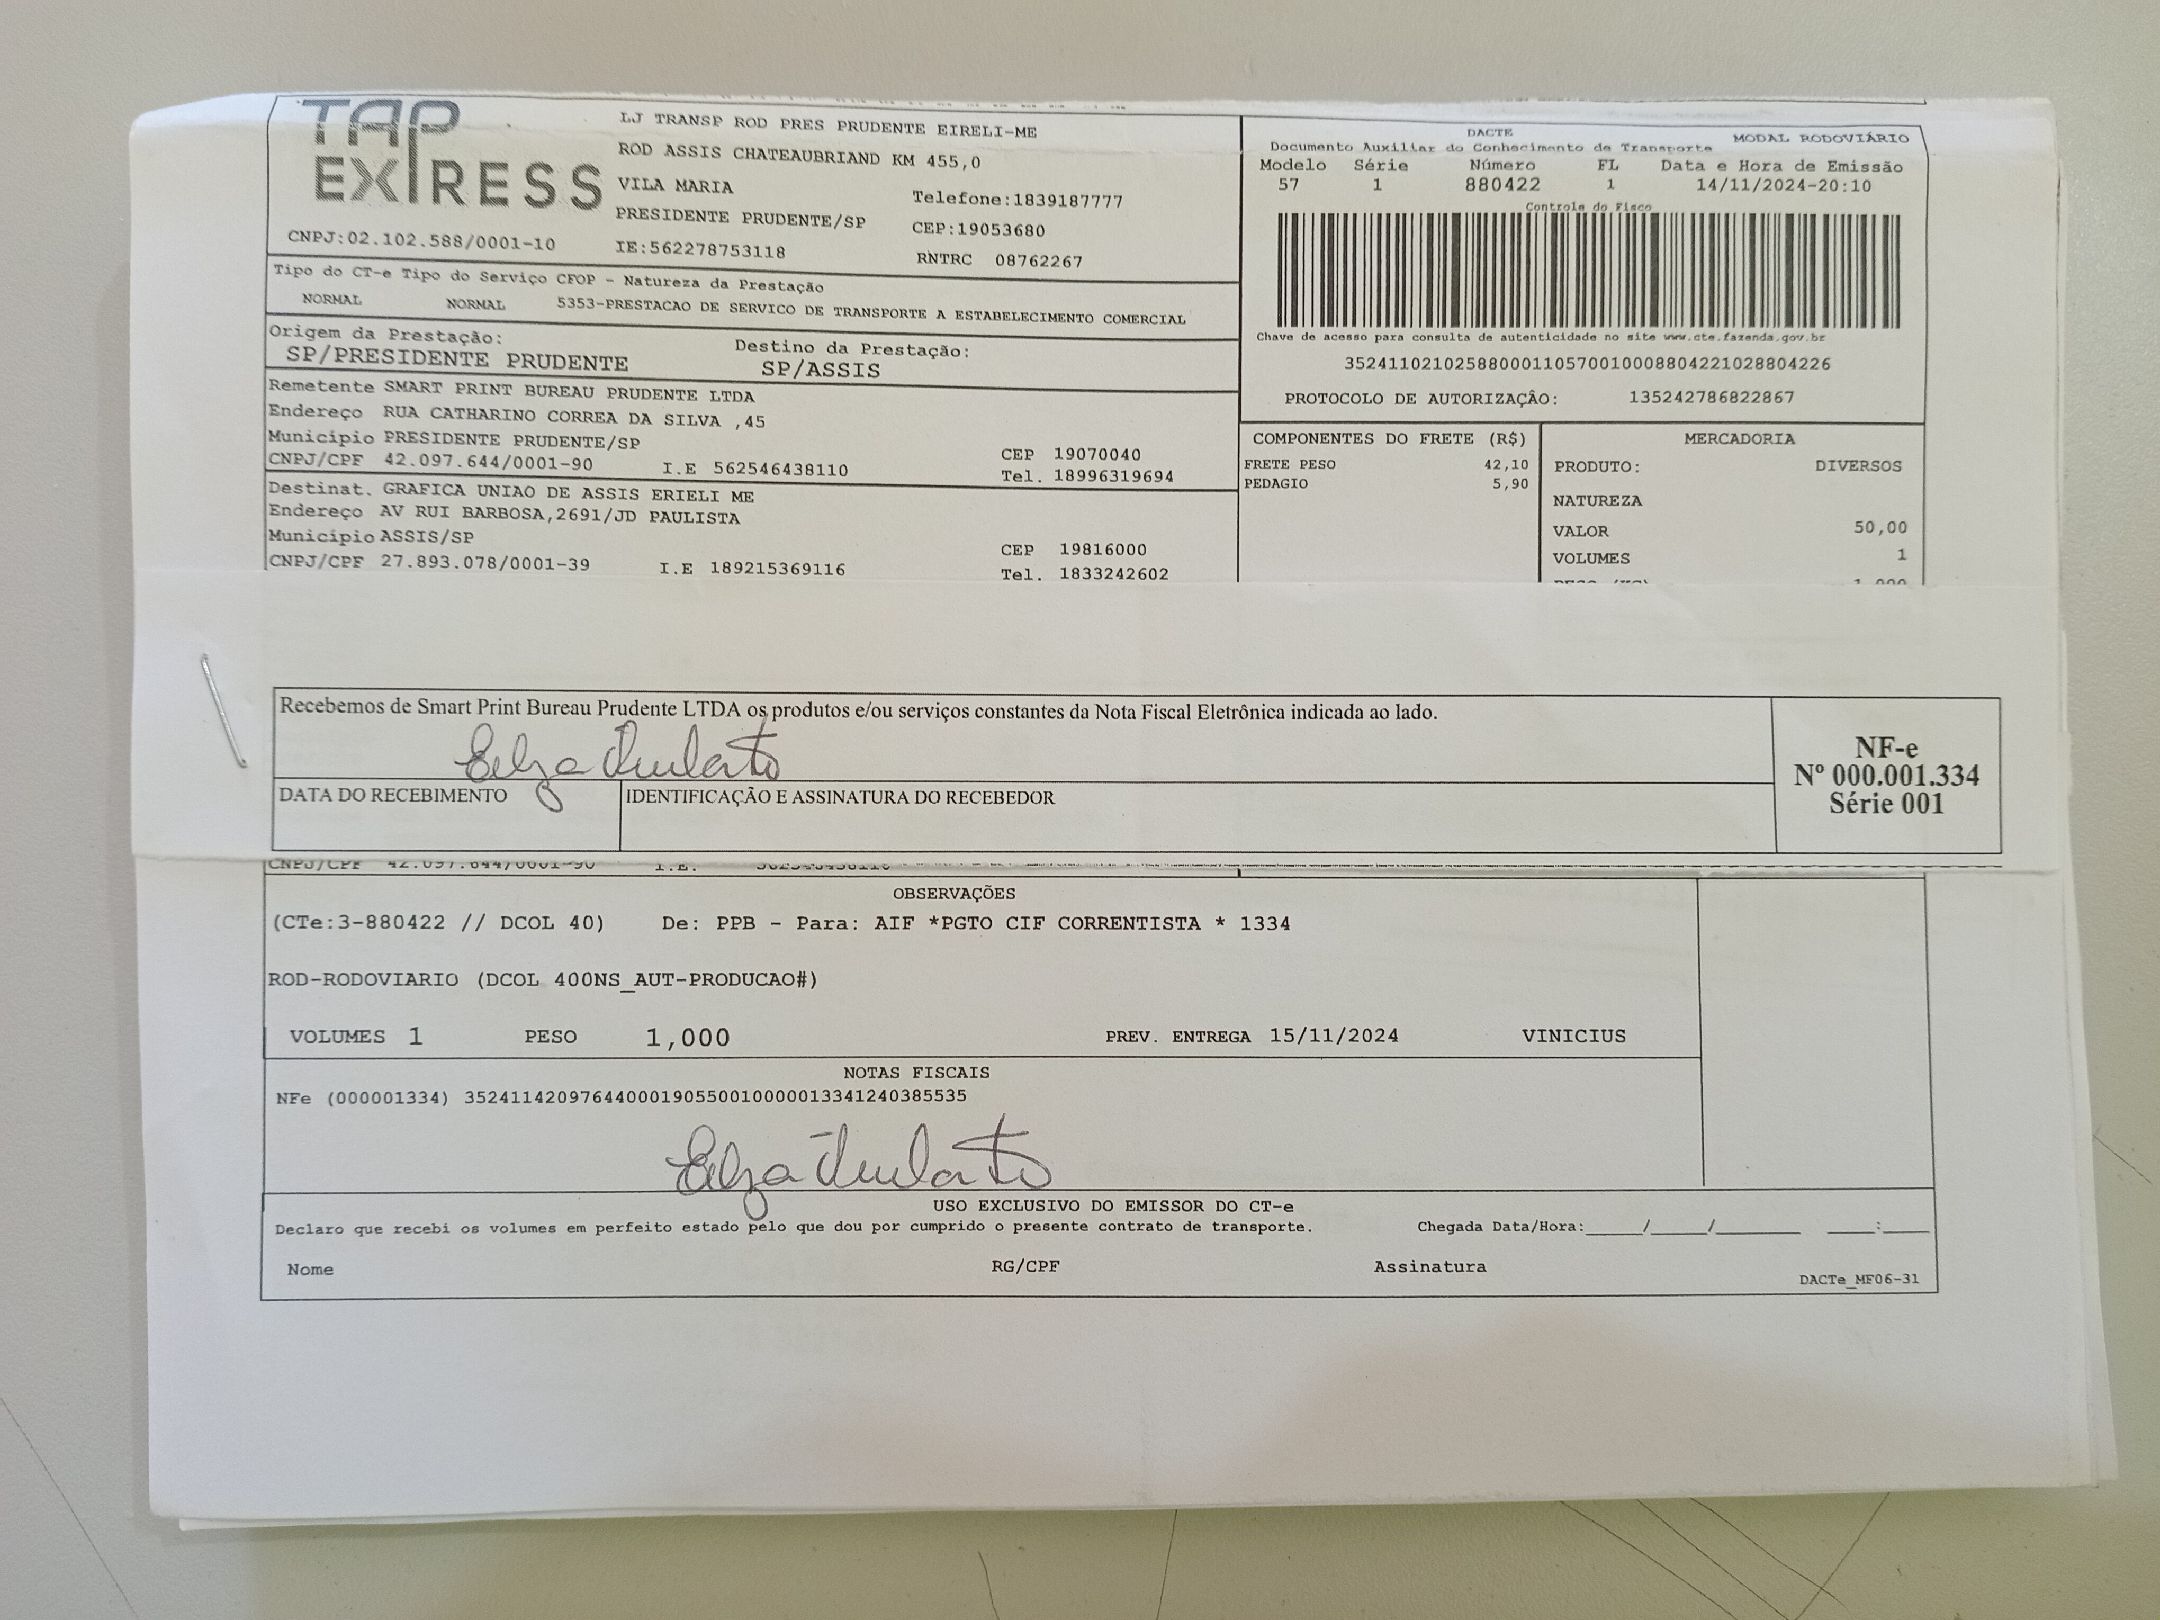 TAP EXPRESS
LJ TRANSP ROD PRES PRUDENTE EIRELI-ME
ROD ASSIS CHATEAUBRIAND KM 455,0
VILA MARIA
Telefone:1839187777
PRESIDENTE PRUDENTE/SP
CEP:19053680
CNPJ:02.102.588/0001-10
IE:562278753118
RNTRC 08762267
DACTE MODAL RODOVIÁRIO
Documento Auxiliar do Conhecimento de Transporte
Modelo Série Número FL Data e Hora de Emissão
57 1 880422 1 14/11/2024-20:10
Controle do Fisco
Chave de acesso para consulta de autenticidade no site www.cte.fazenda.gov.br
35241102102588000110570010008804221028804226
PROTOCOLO DE AUTORIZAÇÃO: 135242786822867
Tipo do CT-e Tipo do Serviço CFOP - Natureza da Prestação
NORMAL NORMAL 5353-PRESTACAO DE SERVICO DE TRANSPORTE A ESTABELECIMENTO COMERCIAL
Origem da Prestação: Destino da Prestação:
SP/PRESIDENTE PRUDENTE SP/ASSIS
Remetente SMART PRINT BUREAU PRUDENTE LTDA
Endereço RUA CATHARINO CORREA DA SILVA ,45
Município PRESIDENTE PRUDENTE/SP CEP 19070040
CNPJ/CPF 42.097.644/0001-90 I.E 562546438110 Tel. 18996319694
Destinat. GRAFICA UNIAO DE ASSIS ERIELI ME
Endereço AV RUI BARBOSA,2691/JD PAULISTA
Município ASSIS/SP CEP 19816000
CNPJ/CPF 27.893.078/0001-39 I.E 189215369116 Tel. 1833242602
COMPONENTES DO FRETE (R$)
FRETE PESO 42,10
PEDAGIO 5,90
MERCADORIA
PRODUTO: DIVERSOS
NATUREZA
VALOR 50,00
VOLUMES 1
Recebemos de Smart Print Bureau Prudente LTDA os produtos e/ou serviços constantes da Nota Fiscal Eletrônica indicada ao lado.
DATA DO RECEBIMENTO IDENTIFICAÇÃO E ASSINATURA DO RECEBEDOR
NF-e
Nº 000.001.334
Série 001
CNPJ/CPF 42.097.644/0001-90 I.E. 562546438110
OBSERVAÇÕES
(CTe:3-880422 // DCOL 40) De: PPB - Para: AIF *PGTO CIF CORRENTISTA * 1334
ROD-RODOVIARIO (DCOL 400NS_AUT-PRODUCAO#)
VOLUMES 1 PESO 1,000 PREV. ENTREGA 15/11/2024 VINICIUS
NOTAS FISCAIS
NFe (000001334) 35241142097644000190550010000013341240385535
USO EXCLUSIVO DO EMISSOR DO CT-e
Declaro que recebi os volumes em perfeito estado pelo que dou por cumprido o presente contrato de transporte. Chegada Data/Hora:____/____/______ ___:___
Nome RG/CPF Assinatura
DACTe_MF06-31